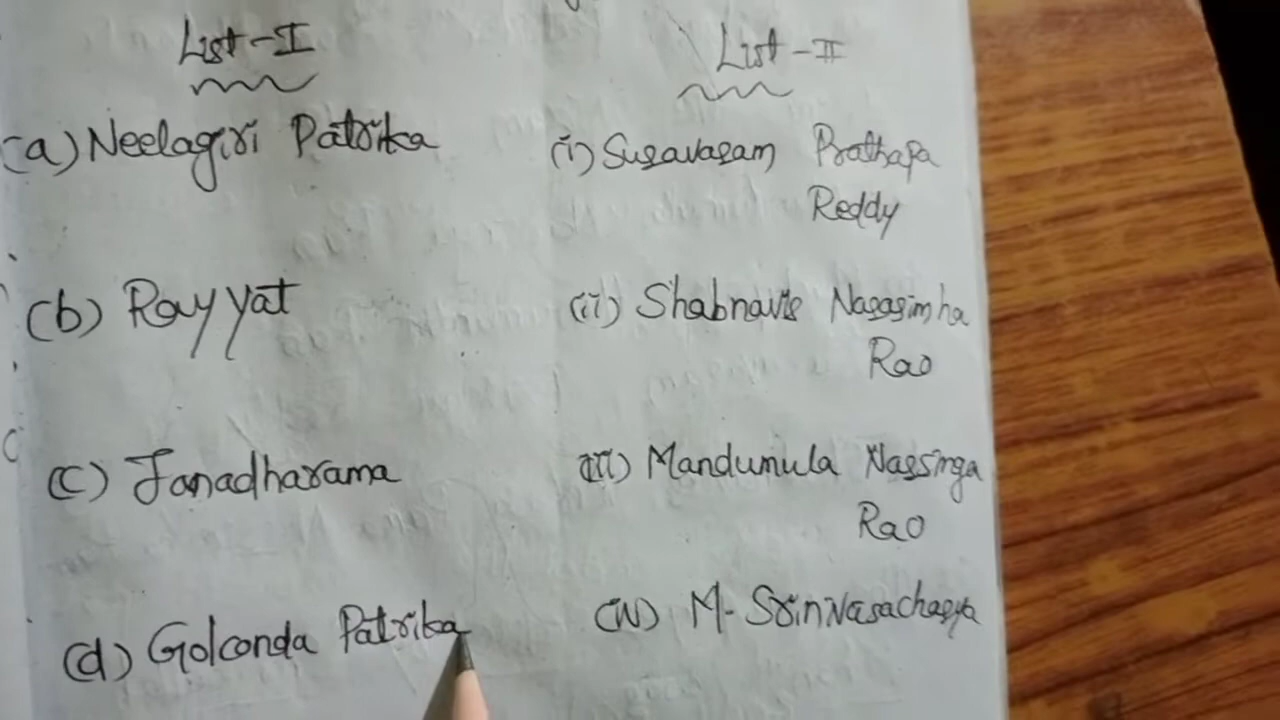 List - I List - II
(a) Neelagiri Patrika (i) Suravaram Prathapa
Reddy
(b) Rayyat (ii) Shabnavis Narasimha
Rao
(c) Janadharama (iii) Mandumula Narsinga
Rao
(d) Golconda Patrika (iv) M- Srinivasacharya